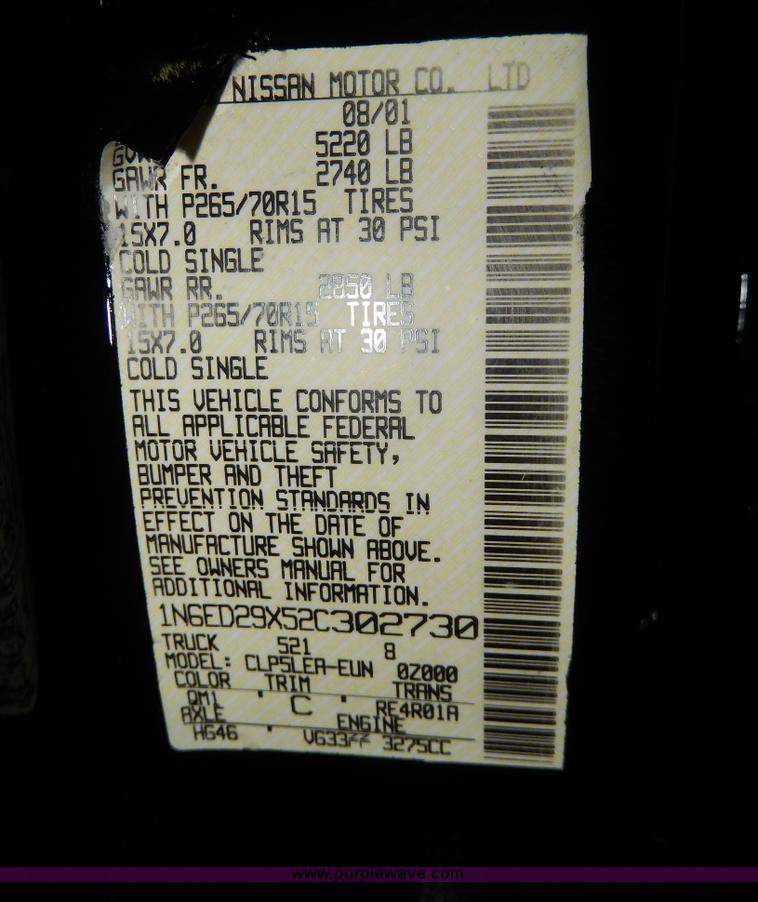 NISSAN MOTOR CO. LTD
08/01
5220 LB
GAWR FR. 2740 LB
WITH P265/70R15 TIRES
15X7.0 RIMS AT 30 PSI
COLD SINGLE
GAWR RR. 2850 LB
WITH P265/70R15 TIRES
15X7.0 RIMS AT 30 PSI
COLD SINGLE
THIS VEHICLE CONFORMS TO
ALL APPLICABLE FEDERAL
MOTOR VEHICLE SAFETY,
BUMPER AND THEFT
PREVENTION STANDARDS IN
EFFECT ON THE DATE OF
MANUFACTURE SHOWN ABOVE.
SEE OWNERS MANUAL FOR
ADDITIONAL INFORMATION.
1N6ED29X52C302730
TRUCK 521 8
MODEL: CLPSLEA-EUN 0Z000
COLOR TRIM TRANS
QM1 C RE4R01A
AXLE ENGINE
HG46 VG33 3275CC
www.purplewave.com